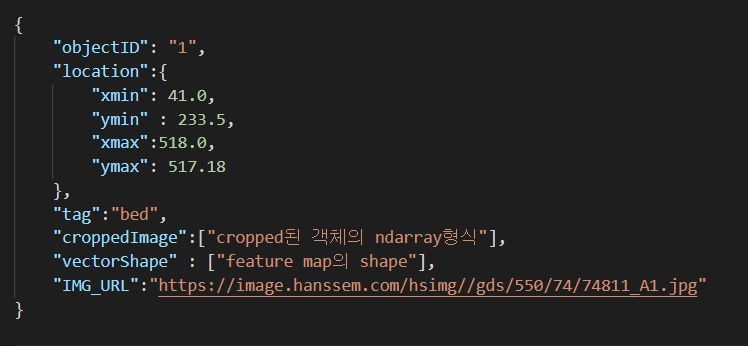 {
"objectID": "1",
"location":{
"xmin": 41.0,
"ymin" : 233.5,
"xmax":518.0,
"ymax": 517.18
},
"tag":"bed",
"croppedImage":["cropped된 객체의 ndarray형식"],
"vectorShape" : ["feature map의 shape"],
"IMG_URL":"https://image.hanssem.com/hsimg//gds/550/74/74811_A1.jpg"
}